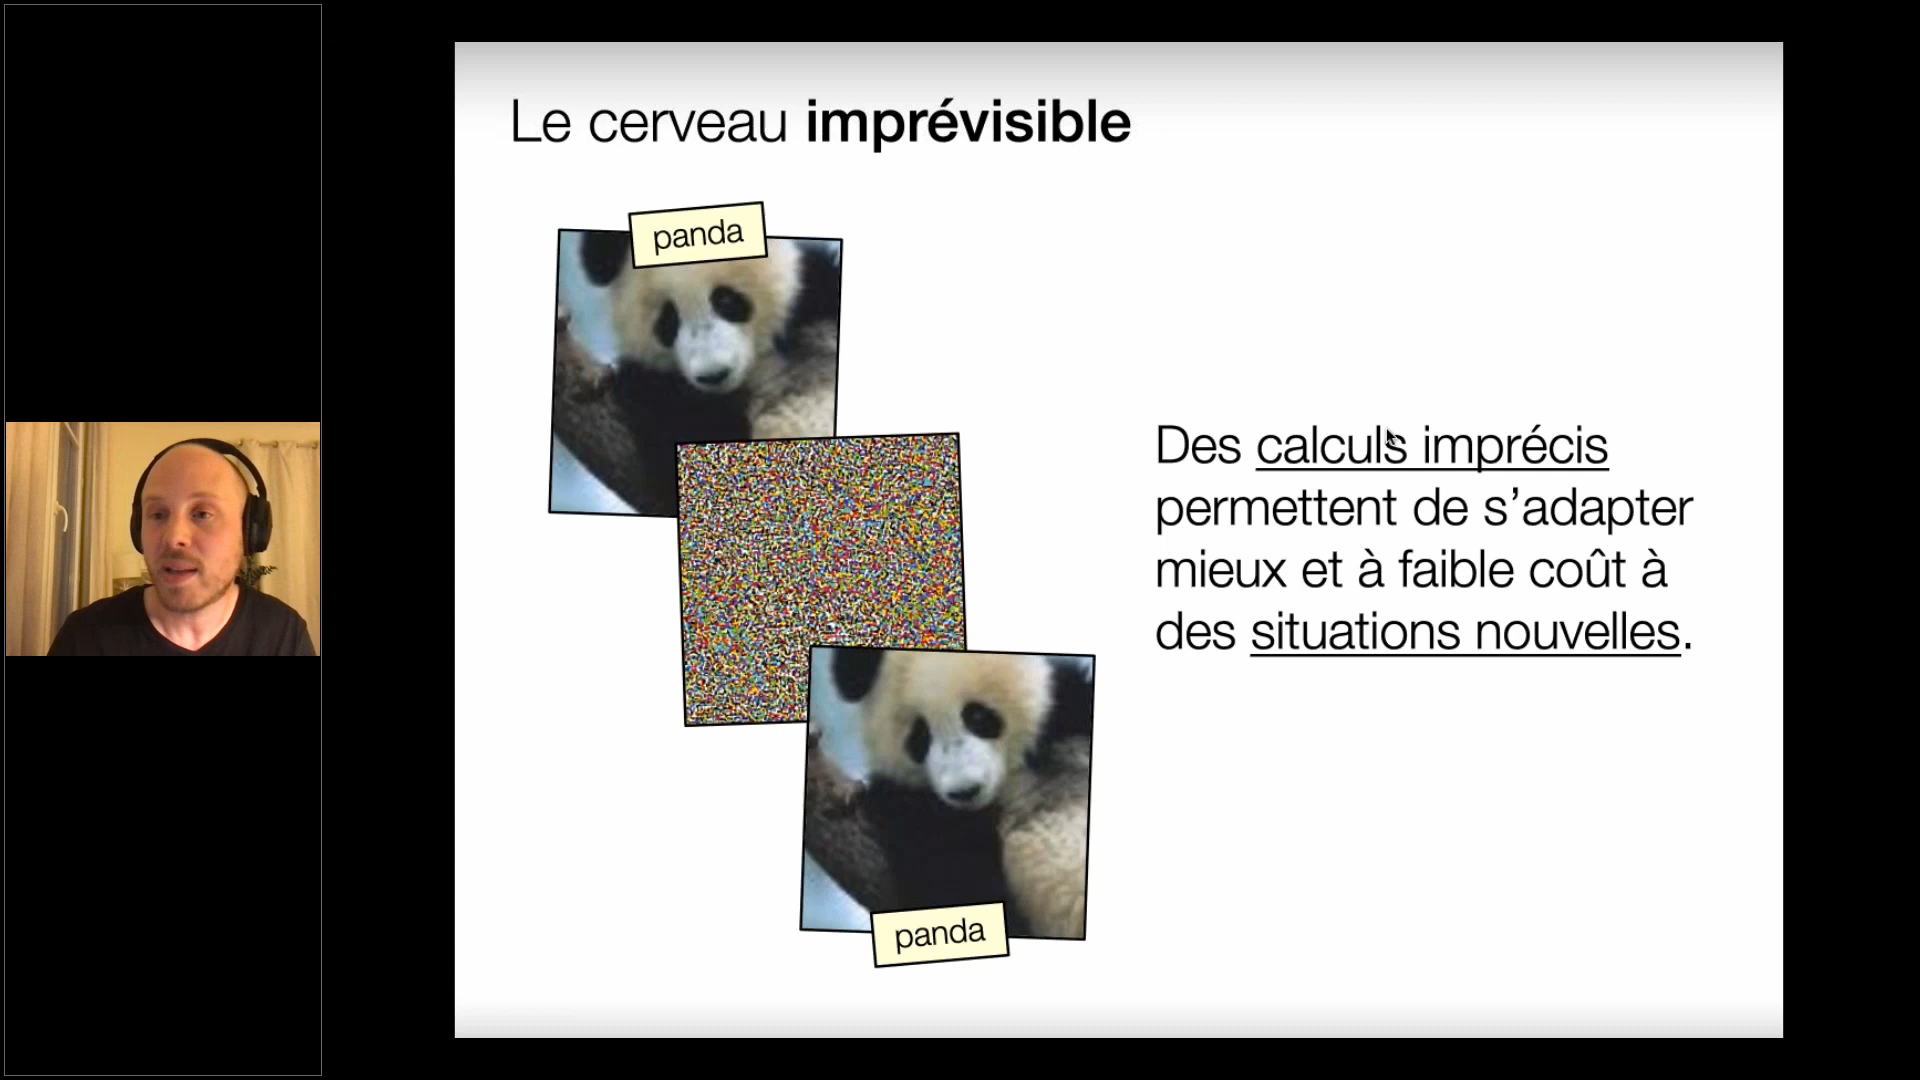 Le cerveau imprévisible
panda
Des calculs imprécis
permettent de s’adapter
mieux et à faible coût à
des situations nouvelles.
panda